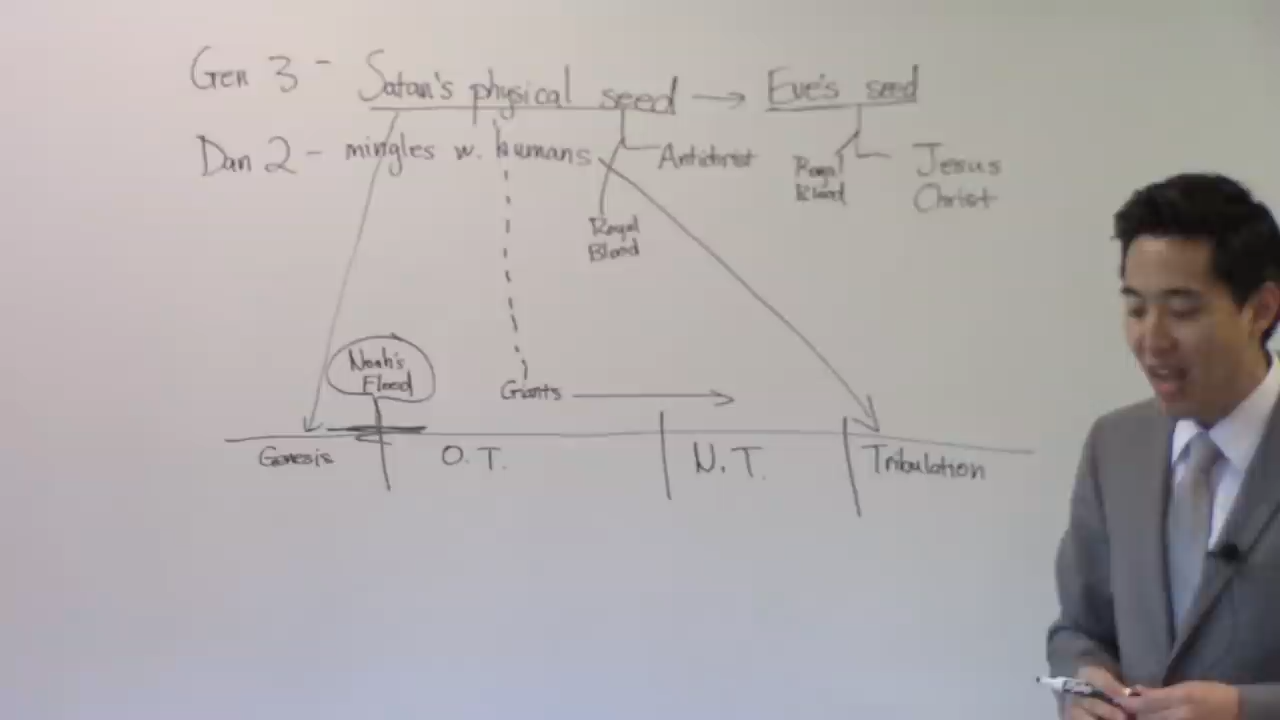 Gen 3 - Satan's physical seed → Eve's seed
Dan 2 - mingles w. humans
Antichrist
Royal
Blood
Jesus
Christ
Royal
Blood
Noah's
Flood
Giants
Genesis
O.T.
N.T.
Tribulation